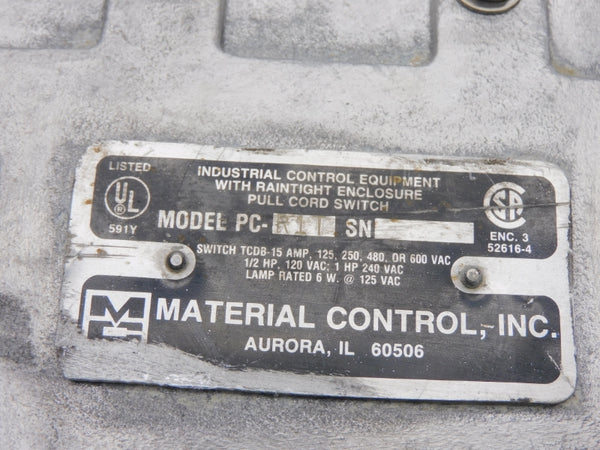 LISTED
UL
®
591Y
INDUSTRIAL CONTROL EQUIPMENT
WITH RAINTIGHT ENCLOSURE
PULL CORD SWITCH
MODEL PC- SN
SWITCH TCDB-15 AMP, 125, 250, 480, OR 600 VAC
1/2 HP, 120 VAC; 1 HP 240 VAC
LAMP RATED 6 W. @ 125 VAC
ENC. 3
52616-4
MATERIAL CONTROL, INC.
AURORA, IL 60506